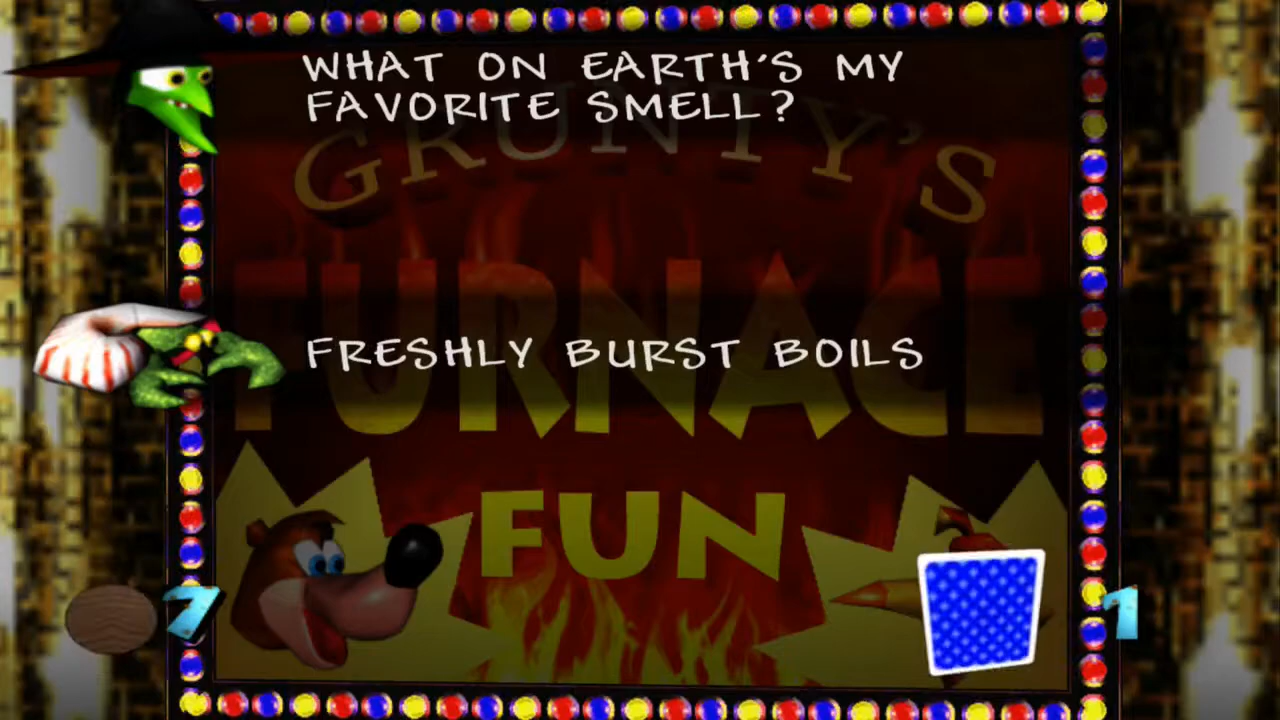 WHAT ON EARTH'S MY
FAVORITE SMELL?
GRUNTY'S
FURNACE
FRESHLY BURST BOILS
FUN
7
1